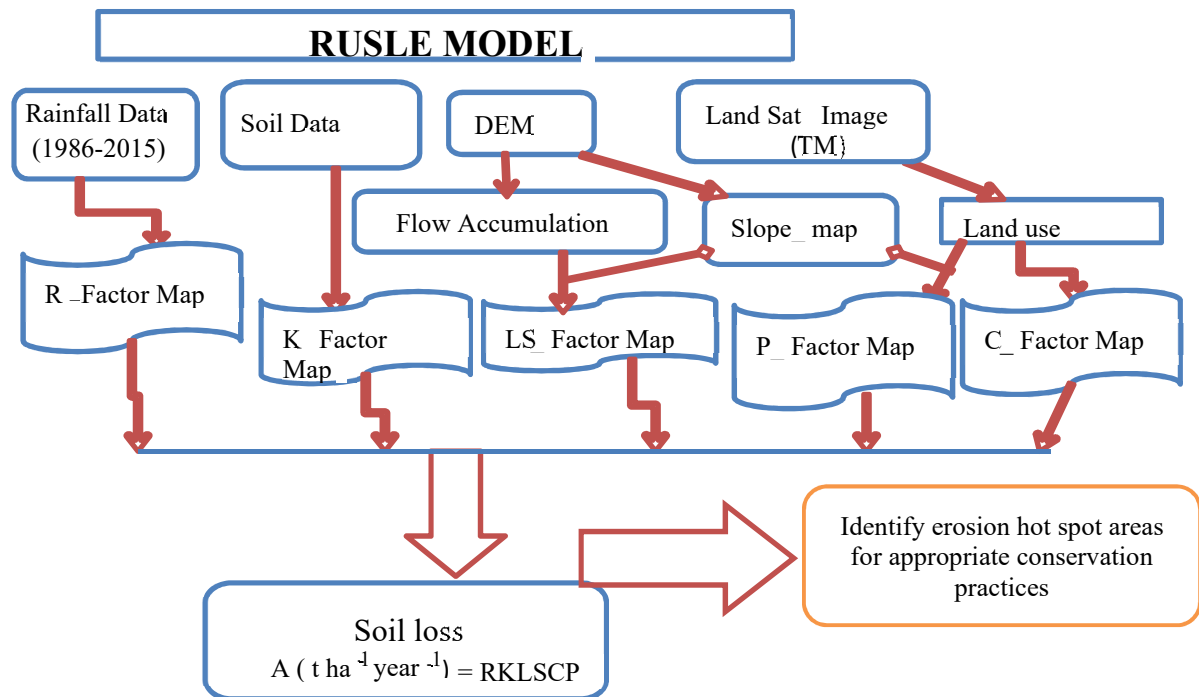 RUSLE MODEL
Rainfall Data
(1986-2015)
Soil Data
DEM
Land Sat Image
(TM)
Flow Accumulation
Slope_ map
Land use
R –Factor Map
K Factor
Map
LS_ Factor Map
P_ Factor Map
C_ Factor Map
Identify erosion hot spot areas
for appropriate conservation
practices
Soil loss
A ( t ha⁻¹ year⁻¹) = RKLSCP